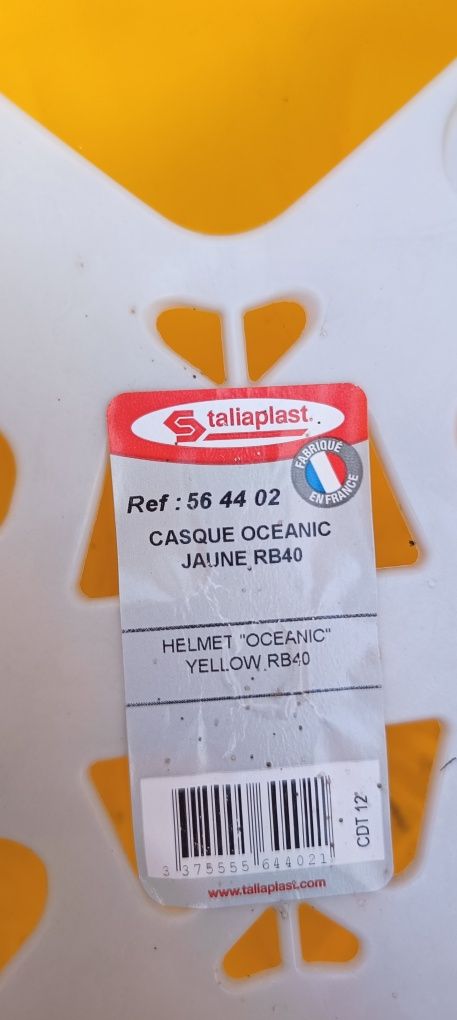 taliaplast.
FABRIQUÉ
EN FRANCE
Ref : 56 44 02
CASQUE OCEANIC
JAUNE RB40
HELMET "OCEANIC"
YELLOW RB40
CDT 12
3 375555 644021
www.taliaplast.com